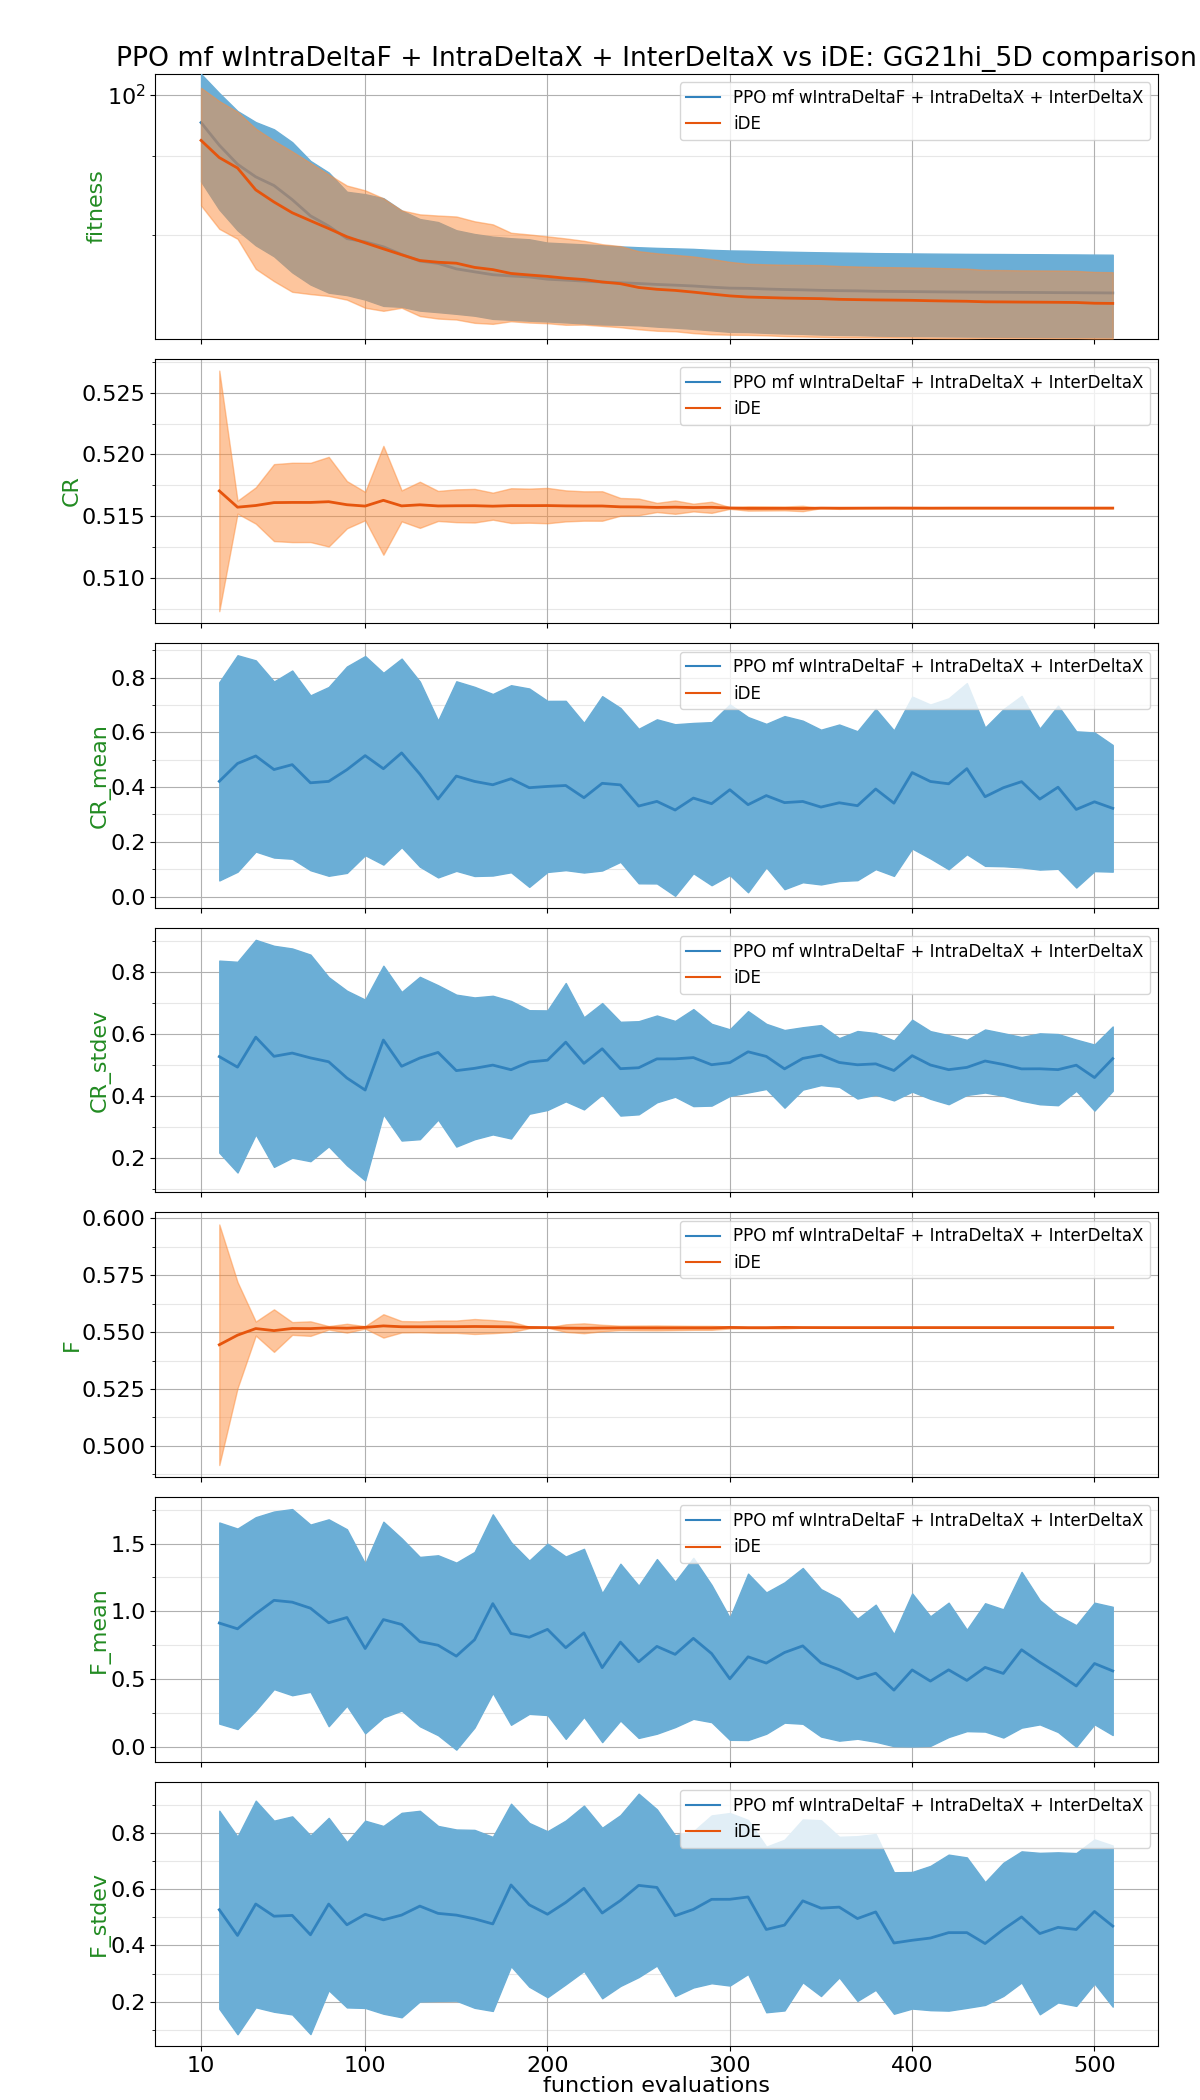 PPO mf wIntraDeltaF + IntraDeltaX + InterDeltaX vs iDE: GG21hi_5D comparison
10²
fitness
PPO mf wIntraDeltaF + IntraDeltaX + InterDeltaX
iDE
0.525
0.520
0.515
0.510
CR
PPO mf wIntraDeltaF + IntraDeltaX + InterDeltaX
iDE
0.8
0.6
0.4
0.2
0.0
CR_mean
PPO mf wIntraDeltaF + IntraDeltaX + InterDeltaX
iDE
0.8
0.6
0.4
0.2
CR_stdev
PPO mf wIntraDeltaF + IntraDeltaX + InterDeltaX
iDE
0.600
0.575
0.550
0.525
0.500
F
PPO mf wIntraDeltaF + IntraDeltaX + InterDeltaX
iDE
1.5
1.0
0.5
0.0
F_mean
PPO mf wIntraDeltaF + IntraDeltaX + InterDeltaX
iDE
0.8
0.6
0.4
0.2
F_stdev
PPO mf wIntraDeltaF + IntraDeltaX + InterDeltaX
iDE
10 100 200 300 400 500
function evaluations